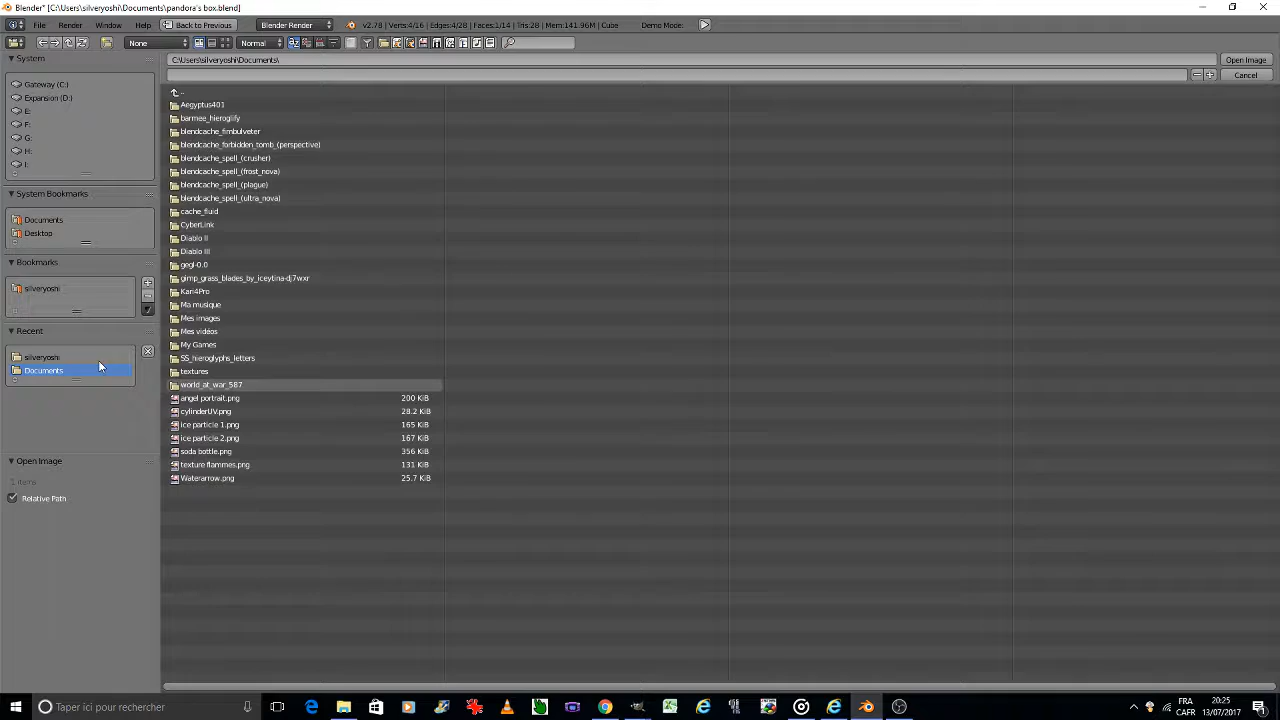 Blender* [C:\Users\silveryoshi\Documents\pandora's box.blend]
File Render Window Help Back to Previous Blender Render v2.78 | Verts:4/16 | Edges:4/28 | Faces:1/14 | Tris:28 | Mem:141.96M | Cube Demo Mode:
None Normal
System
Gateway (C:)
Expansion (D:)
E:
F:
G:
H:
I:
System Bookmarks
Documents
Desktop
Bookmarks
silveryoshi
Recent
silveryoshi
Documents
Open Image
Relative Path
C:\Users\silveryoshi\Documents\ Open Image
Cancel
..
Aegyptus401
barmee_hieroglify
blendcache_fimbulveter
blendcache_forbidden_tomb_(perspective)
blendcache_spell_(crusher)
blendcache_spell_(frost_nova)
blendcache_spell_(plague)
blendcache_spell_(ultra_nova)
cache_fluid
CyberLink
Diablo II
Diablo III
gegl-0.0
gimp_grass_blades_by_iceytina-dj7wxr
Kari4Pro
Ma musique
Mes images
Mes vidéos
My Games
SS_hieroglyphs_letters
textures
world_at_war_587
angel portrait.png 200 KiB
cylinderUV.png 28.2 KiB
ice particle 1.png 165 KiB
ice particle 2.png 167 KiB
soda bottle.png 356 KiB
texture flammes.png 131 KiB
Waterarrow.png 25.7 KiB
Taper ici pour rechercher
FRA 20:25
CAFR 13/07/2017